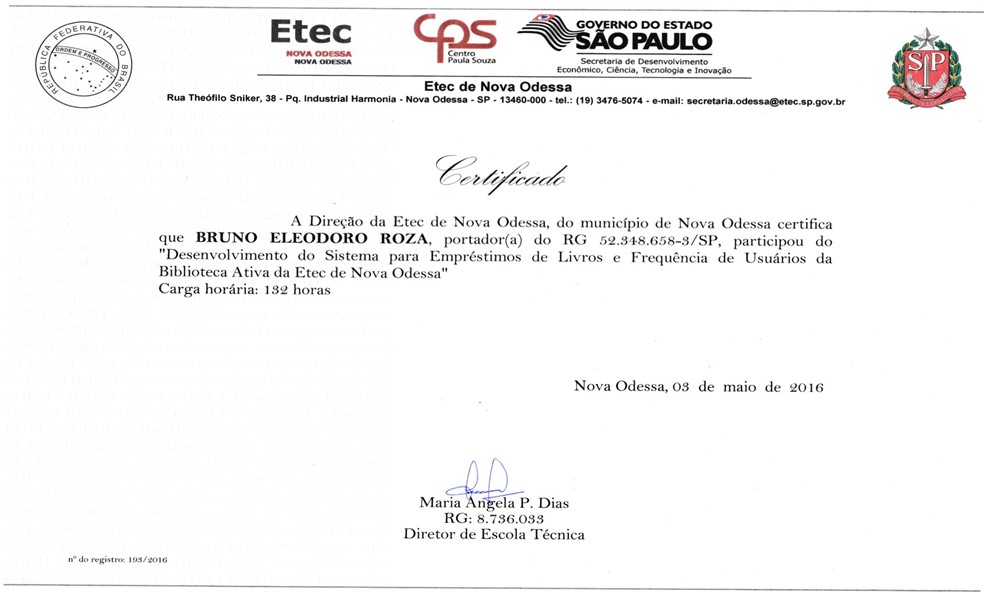 REPÚBLICA FEDERATIVA DO BRASIL
ORDEM E PROGRESSO
Etec
NOVA ODESSA
NOVA ODESSA
CPS
Centro
Paula Souza
GOVERNO DO ESTADO
SÃO PAULO
Secretaria de Desenvolvimento
Econômico, Ciência, Tecnologia e Inovação
SP
Etec de Nova Odessa
Rua Theófilo Sniker, 38 - Pq. Industrial Harmonia - Nova Odessa - SP - 13460-000 - tel.: (19) 3476-5074 - e-mail: secretaria.odessa@etec.sp.gov.br
Certificado
A Direção da Etec de Nova Odessa, do município de Nova Odessa certifica
que BRUNO ELEODORO ROZA, portador(a) do RG 52.348.658-3/SP, participou do
"Desenvolvimento do Sistema para Empréstimos de Livros e Frequência de Usuários da
Biblioteca Ativa da Etec de Nova Odessa"
Carga horária: 132 horas
Nova Odessa, 03 de maio de 2016
Maria Ângela P. Dias
RG: 8.736.033
Diretor de Escola Técnica
nº do registro: 193/2016